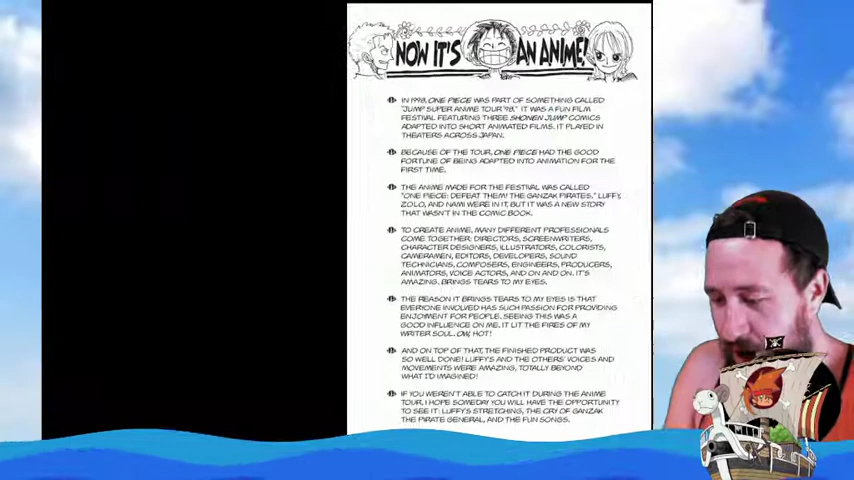 NOW IT'S AN ANIME!
IN 1998, ONE PIECE WAS PART OF SOMETHING CALLED
"JUMP SUPER ANIME TOUR '98." IT WAS A FUN FILM
FESTIVAL FEATURING THREE SHONEN JUMP COMICS
ADAPTED INTO SHORT ANIMATED FILMS. IT PLAYED IN
THEATERS ACROSS JAPAN.
BECAUSE OF THE TOUR, ONE PIECE HAD THE GOOD
FORTUNE OF BEING ADAPTED INTO ANIMATION FOR THE
FIRST TIME.
THE ANIME MADE FOR THE FESTIVAL WAS CALLED
"ONE PIECE: DEFEAT THEM! THE GANZAK PIRATES." LUFFY,
ZOLO, AND NAMI WERE IN IT, BUT IT WAS A NEW STORY
THAT WASN'T IN THE COMIC BOOK.
TO CREATE ANIME, MANY DIFFERENT PROFESSIONALS
COME TOGETHER: DIRECTORS, SCREENWRITERS,
CHARACTER DESIGNERS, ILLUSTRATORS, COLORISTS,
CAMERAMEN, EDITORS, DEVELOPERS, SOUND
TECHNICIANS, COMPOSERS, ENGINEERS, PRODUCERS,
ANIMATORS, VOICE ACTORS, AND ON AND ON. IT'S
AMAZING. BRINGS TEARS TO MY EYES.
THE REASON IT BRINGS TEARS TO MY EYES IS THAT
EVERYONE INVOLVED HAS SUCH PASSION FOR PROVIDING
ENJOYMENT FOR PEOPLE. SEEING THIS WAS A
GOOD INFLUENCE ON ME. IT LIT THE FIRES OF MY
WRITER SOUL. OW, HOT!
AND ON TOP OF THAT, THE FINISHED PRODUCT WAS
SO WELL DONE! LUFFY'S AND THE OTHERS' VOICES AND
MOVEMENTS WERE AMAZING, TOTALLY BEYOND
WHAT I'D IMAGINED!
IF YOU WEREN'T ABLE TO CATCH IT DURING THE ANIME
TOUR, I HOPE SOMEDAY YOU WILL HAVE THE OPPORTUNITY
TO SEE IT: LUFFY'S STRETCHING, THE CRY OF GANZAK
THE PIRATE GENERAL, AND THE FUN SONGS.